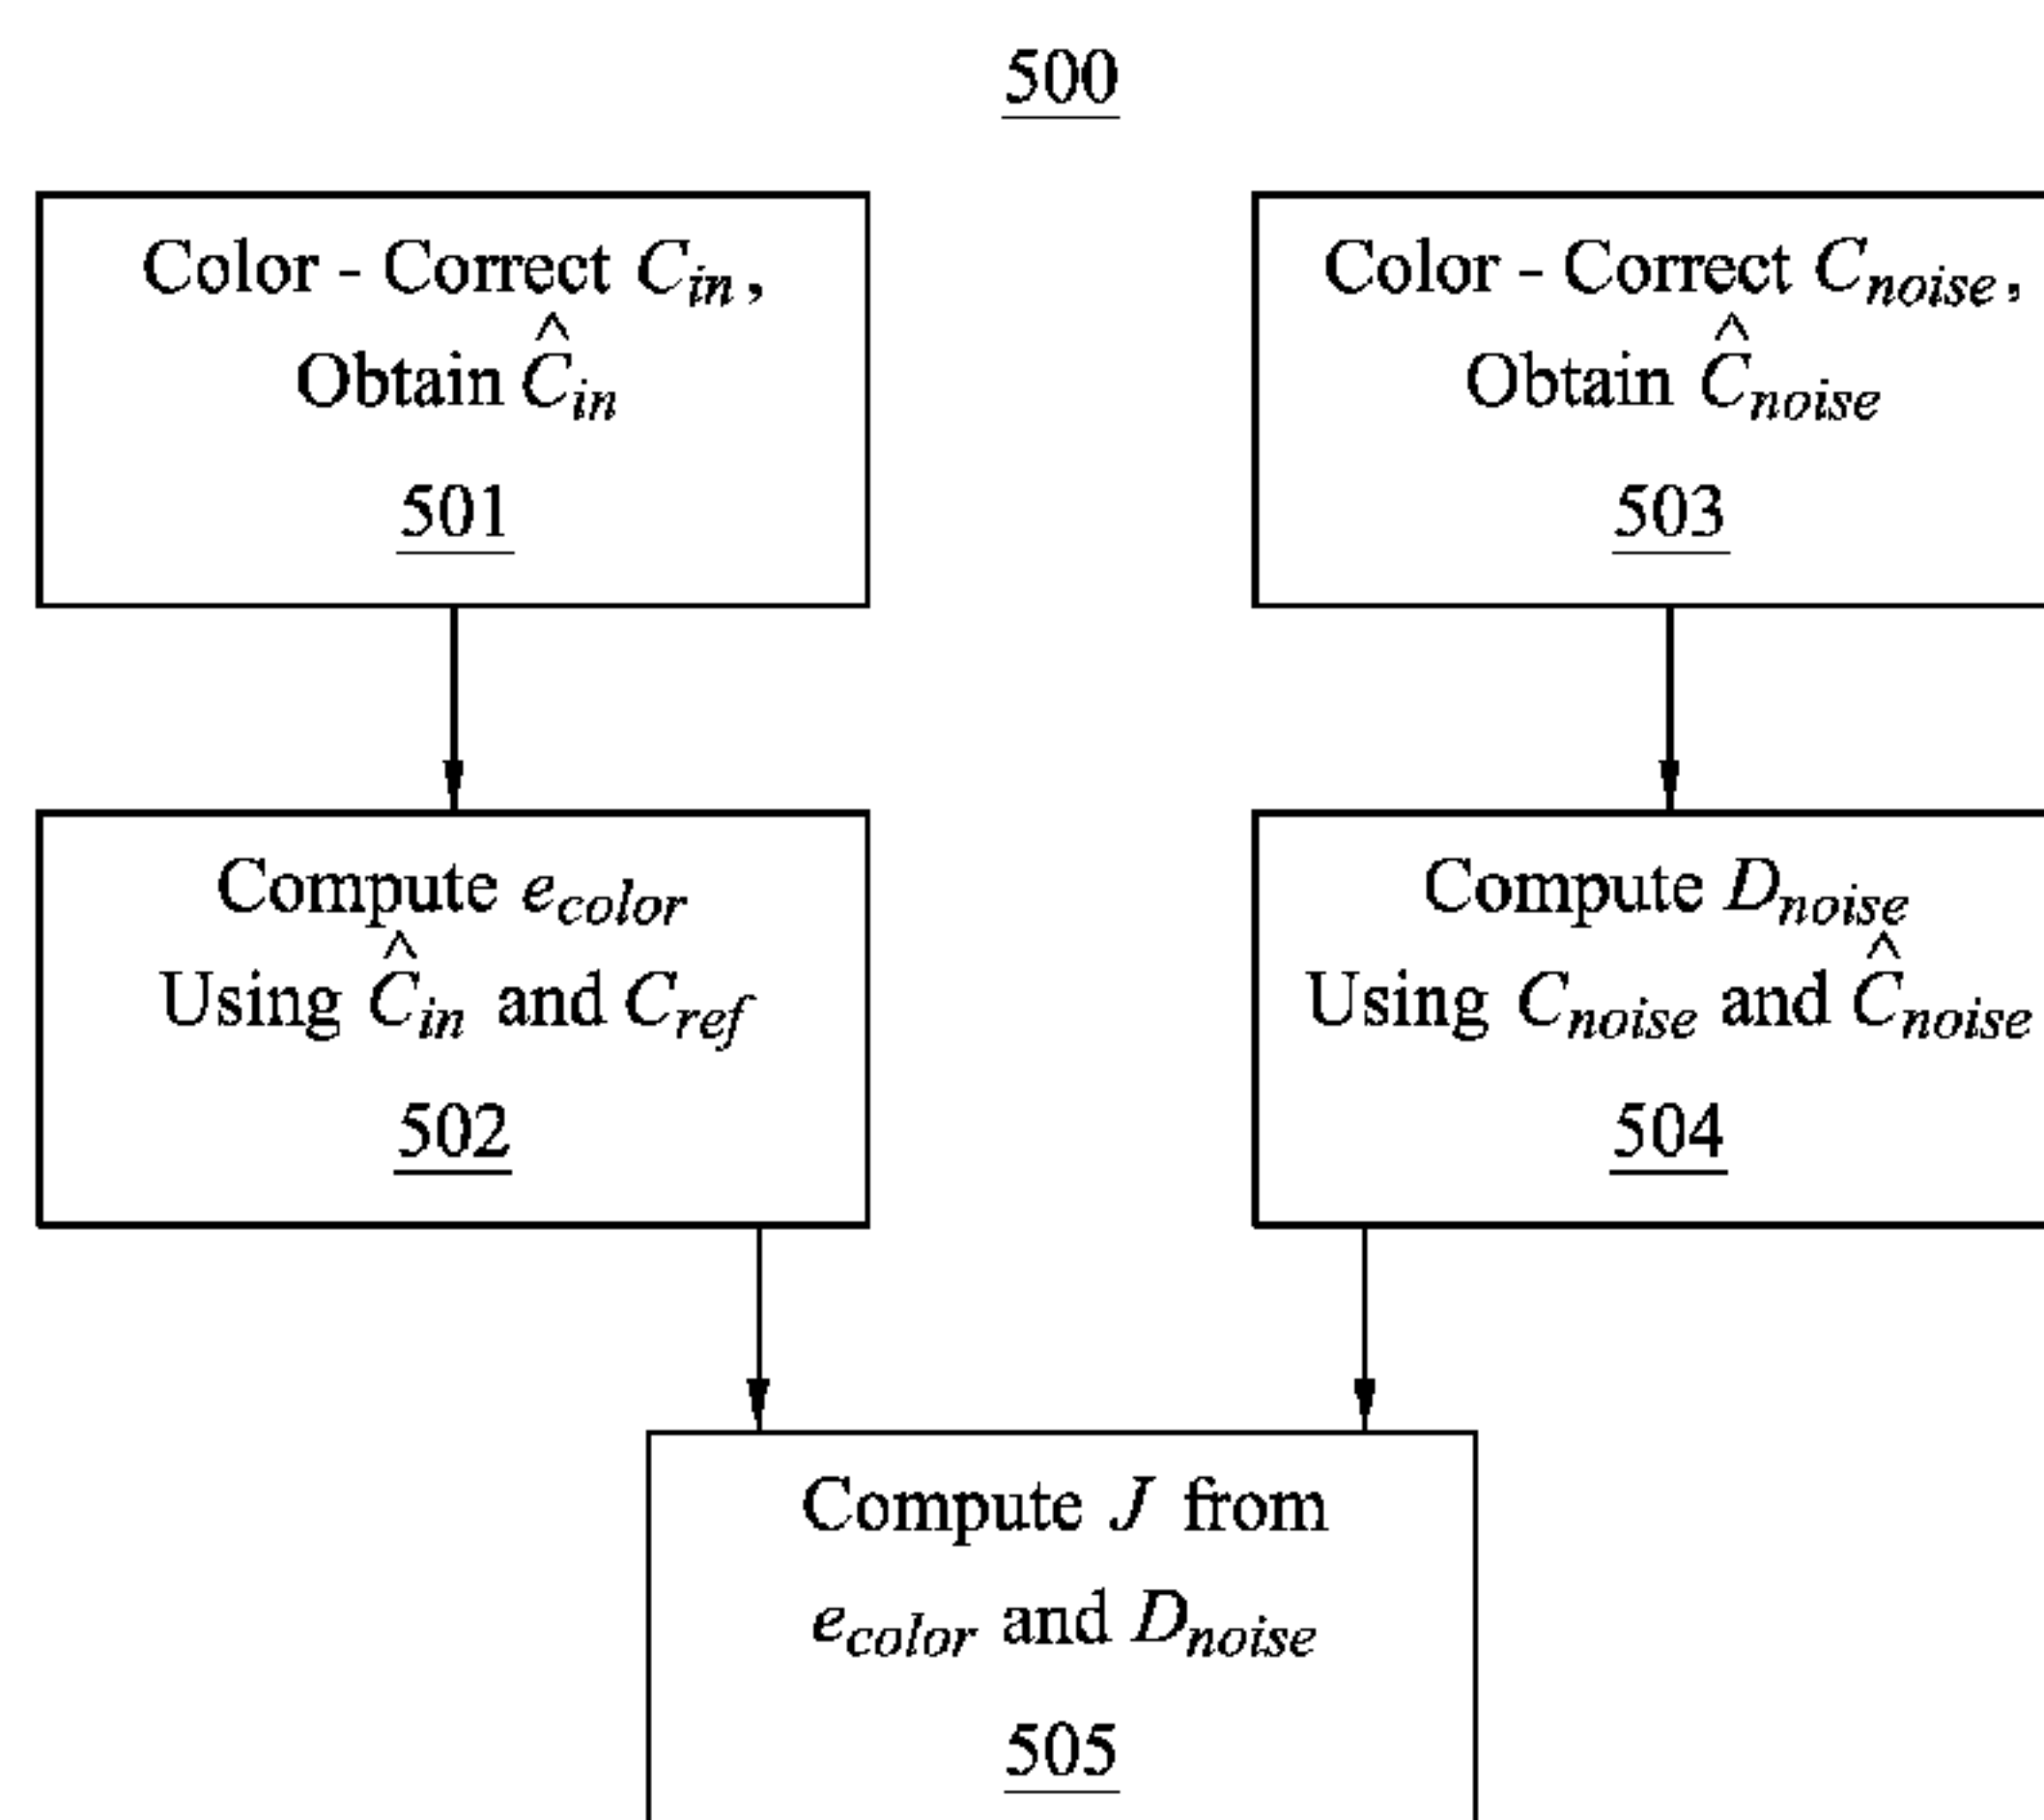 500
Color - Correct C_in,
Obtain Ĉ_in
501
Color - Correct C_noise,
Obtain Ĉ_noise
503
Compute e_color
Using Ĉ_in and C_ref
502
Compute D_noise
Using C_noise and Ĉ_noise
504
Compute J from
e_color and D_noise
505